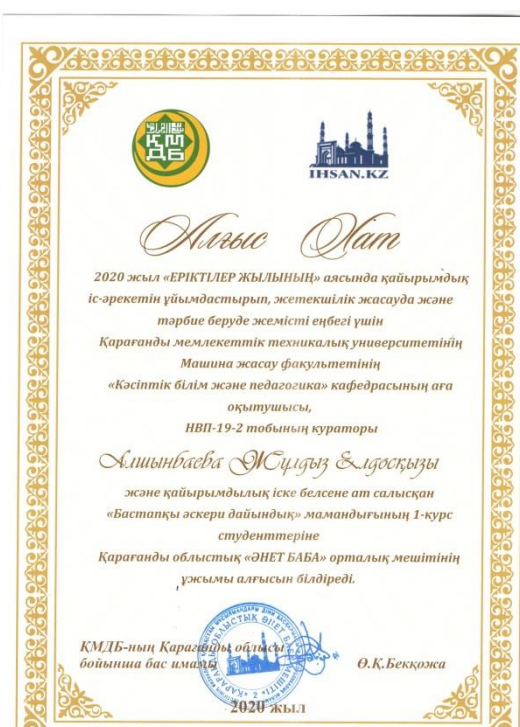 ҚМ
ДБ
IHSAN.KZ
Алғыс Хат
2020 жыл «ЕРІКТІЛЕР ЖЫЛЫНЫҢ» аясында қайырымдық
іс-әрекетін ұйымдастырып, жетекшілік жасауда және
тәрбие беруде жемісті еңбегі үшін
Қарағанды мемлекеттік техникалық университетінің
Машина жасау факультетінің
«Кәсіптік білім және педагогика» кафедрасының аға
оқытушысы,
НВП-19-2 тобының кураторы
Алшынбаева Жұлдыз Елдосқызы
және қайырымдылық іске белсене ат салысқан
«Бастапқы әскери дайындық» мамандығының 1-курс
студенттеріне
Қарағанды облыстық «ӘНЕТ БАБА» орталық мешітінің
ұжымы алғысын білдіреді.
ҚМДБ-ның Қарағанды облысы
бойынша бас имамы Ө.Қ.Бекқожа
2020 жыл